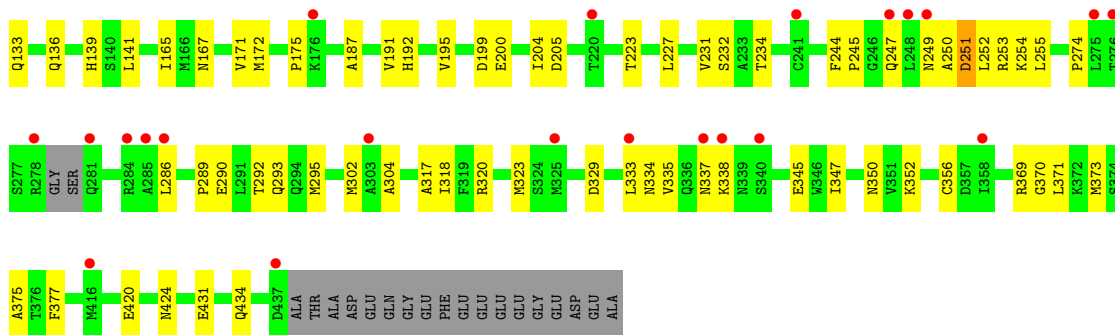 Q133 Q136 H139 S140 L141 I165 M166 N167 V171 M172 P175 K176 A187 V191 H192 V195 D199 E200 I204 D205 T220 T223 L227 V231 S232 A233 T234 C241 F244 P245 G246 Q247 L248 N249 A250 D251 L252 R253 K254 L255 P274 L275 T276
S277 R278 GLY SER Q281 R284 A285 L286 P289 E290 L291 T292 Q293 Q294 M295 M302 A303 A304 A317 I318 F319 R320 M323 S324 M325 D329 L333 N334 V335 Q336 N337 K338 N339 S340 E345 W346 I347 N350 V351 K352 C356 D357 I358 R369 G370 L371 K372 M373 S374
A375 T376 F377 M416 E420 N424 E431 Q434 D437 ALA THR ALA ASP GLU GLN GLY GLU PHE GLU GLU GLU GLU GLY GLU ASP GLU ALA